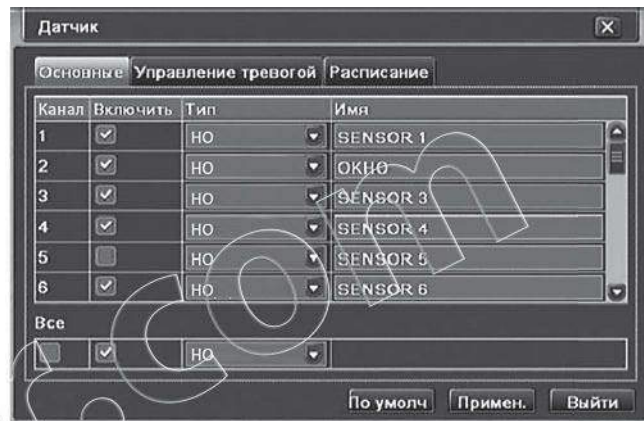 Датчик
Основные Управление тревогой Расписание
Канал Включить Тип Имя
1 НО SENSOR 1
2 НО ОКНО
3 НО SENSOR 3
4 НО SENSOR 4
5 НО SENSOR 5
6 НО SENSOR 6
Все
НО
По умолч Примен. Выйти
.com